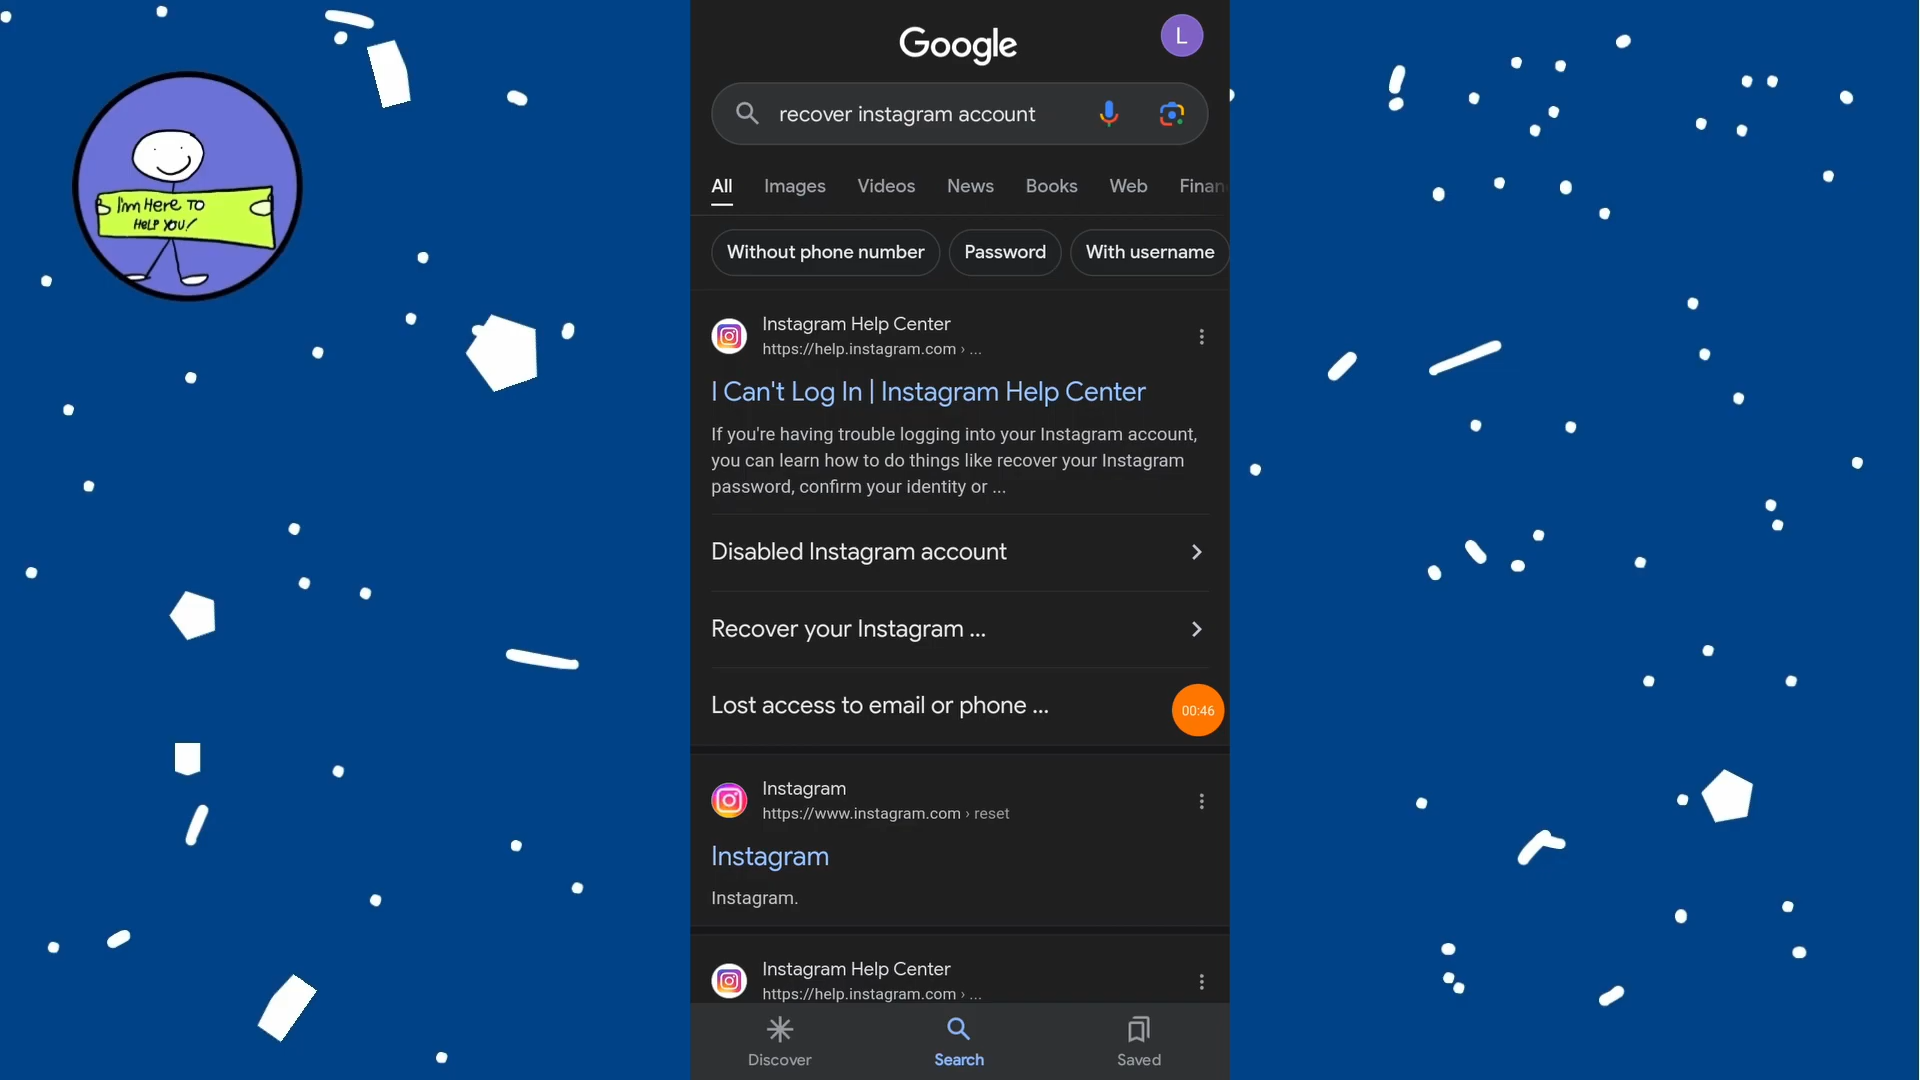 I'm Here To
HELP YOU!
Google
L
recover instagram account
All Images Videos News Books Web Finan
Without phone number Password With username
Instagram Help Center
https://help.instagram.com › ...
I Can't Log In | Instagram Help Center
If you're having trouble logging into your Instagram account,
you can learn how to do things like recover your Instagram
password, confirm your identity or ...
Disabled Instagram account
Recover your Instagram ...
Lost access to email or phone ...
00:46
Instagram
https://www.instagram.com › reset
Instagram
Instagram.
Instagram Help Center
https://help.instagram.com › ...
Discover Search Saved